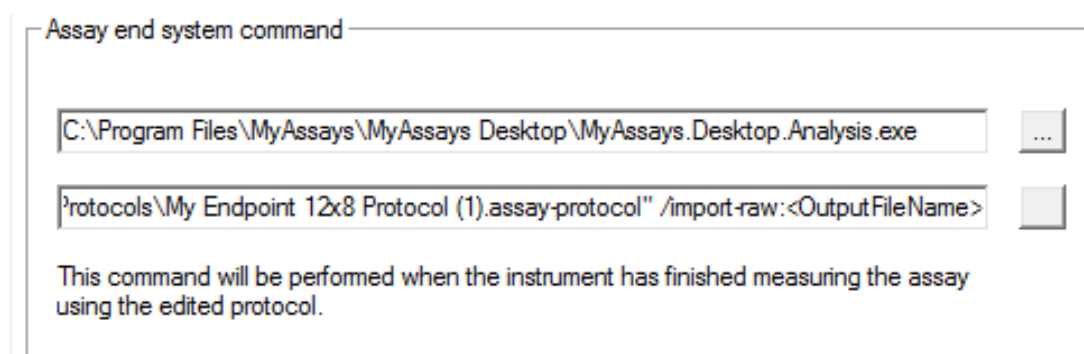 Assay end system command
C:\Program Files\MyAssays\MyAssays Desktop\MyAssays.Desktop.Analysis.exe
...
Protocols\My Endpoint 12x8 Protocol (1).assay-protocol" /import-raw:<OutputFileName>
This command will be performed when the instrument has finished measuring the assay
using the edited protocol.